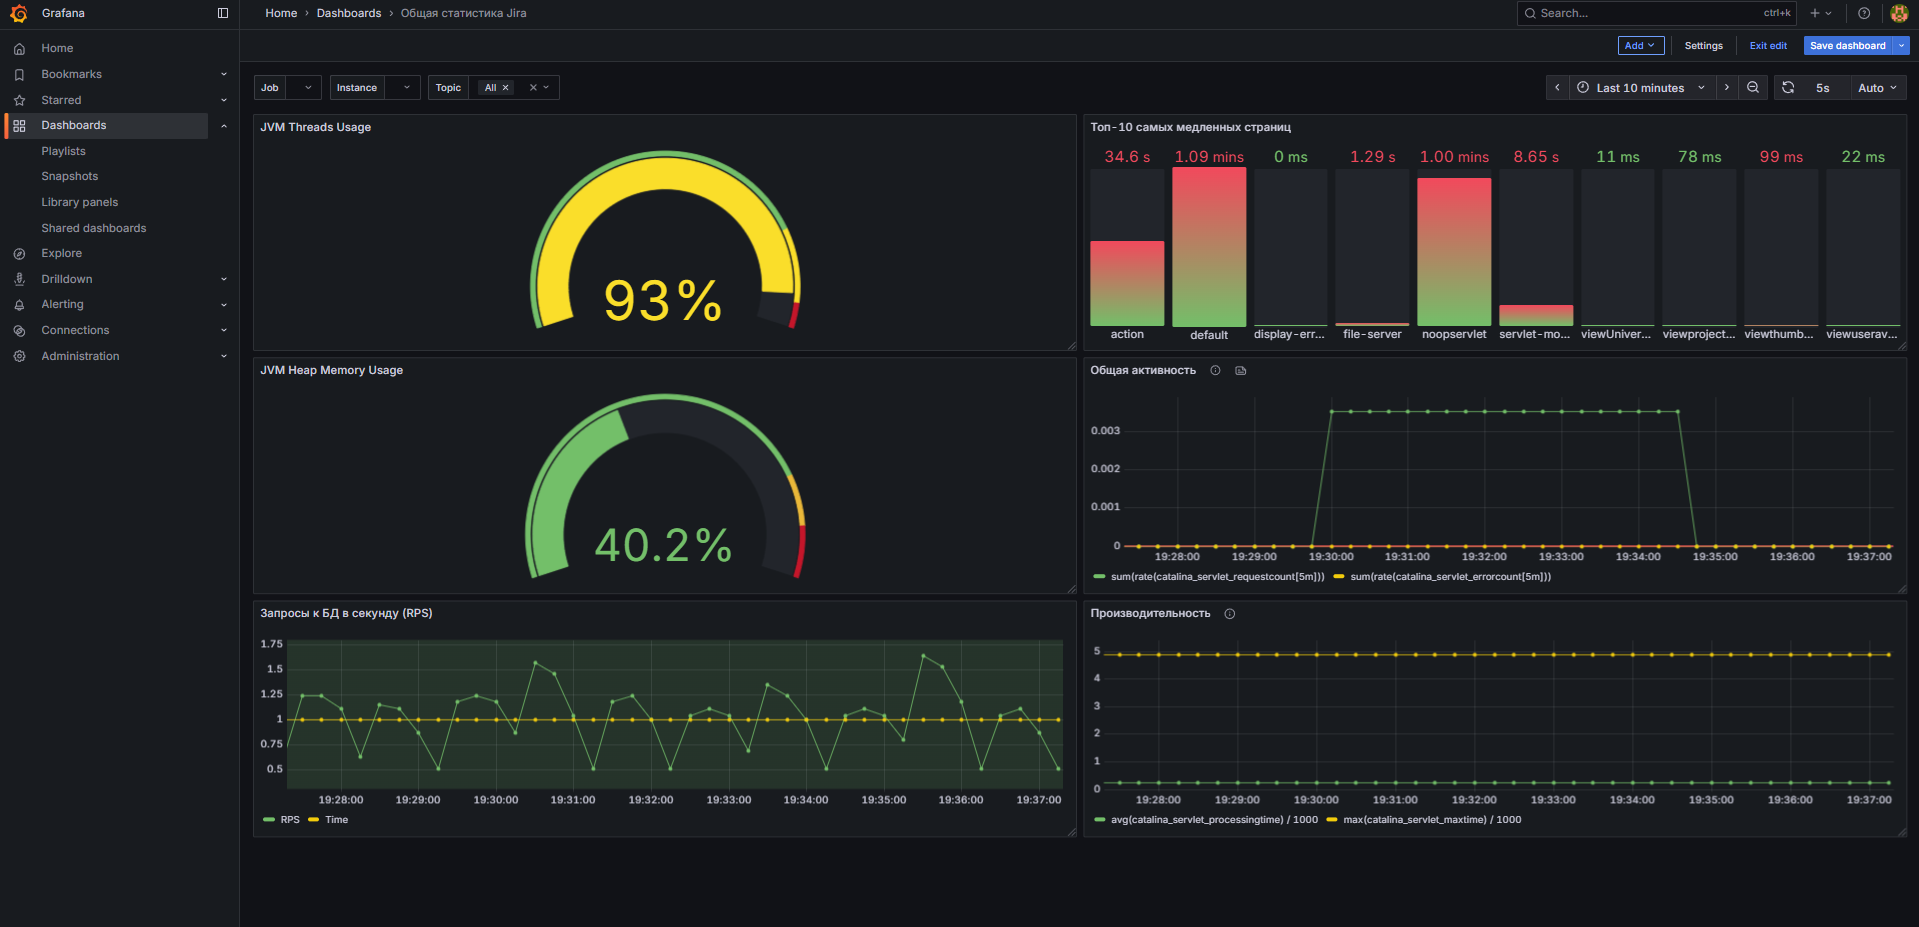 Grafana
Home › Dashboards › Общая статистика Jira
Search...
ctrl+k
Home
Bookmarks
Starred
Dashboards
Playlists
Snapshots
Library panels
Shared dashboards
Explore
Drilldown
Alerting
Connections
Administration
Add
Settings
Exit edit
Save dashboard
Job
Instance
Topic
All
Last 10 minutes
5s
Auto
JVM Threads Usage
93%
Топ-10 самых медленных страниц
34.6 s 1.09 mins 0 ms 1.29 s 1.00 mins 8.65 s 11 ms 78 ms 99 ms 22 ms
action default display-err... file-server noopservlet servlet-mo... viewUniver... viewproject... viewthumb... viewuserav...
JVM Heap Memory Usage
40.2%
Общая активность
0.003
0.002
0.001
0
19:28:00 19:29:00 19:30:00 19:31:00 19:32:00 19:33:00 19:34:00 19:35:00 19:36:00 19:37:00
sum(rate(catalina_servlet_requestcount[5m])) sum(rate(catalina_servlet_errorcount[5m]))
Запросы к БД в секунду (RPS)
1.75
1.5
1.25
1
0.75
0.5
19:28:00 19:29:00 19:30:00 19:31:00 19:32:00 19:33:00 19:34:00 19:35:00 19:36:00 19:37:00
RPS Time
Производительность
5
4
3
2
1
0
19:28:00 19:29:00 19:30:00 19:31:00 19:32:00 19:33:00 19:34:00 19:35:00 19:36:00 19:37:00
avg(catalina_servlet_processingtime) / 1000 max(catalina_servlet_maxtime) / 1000